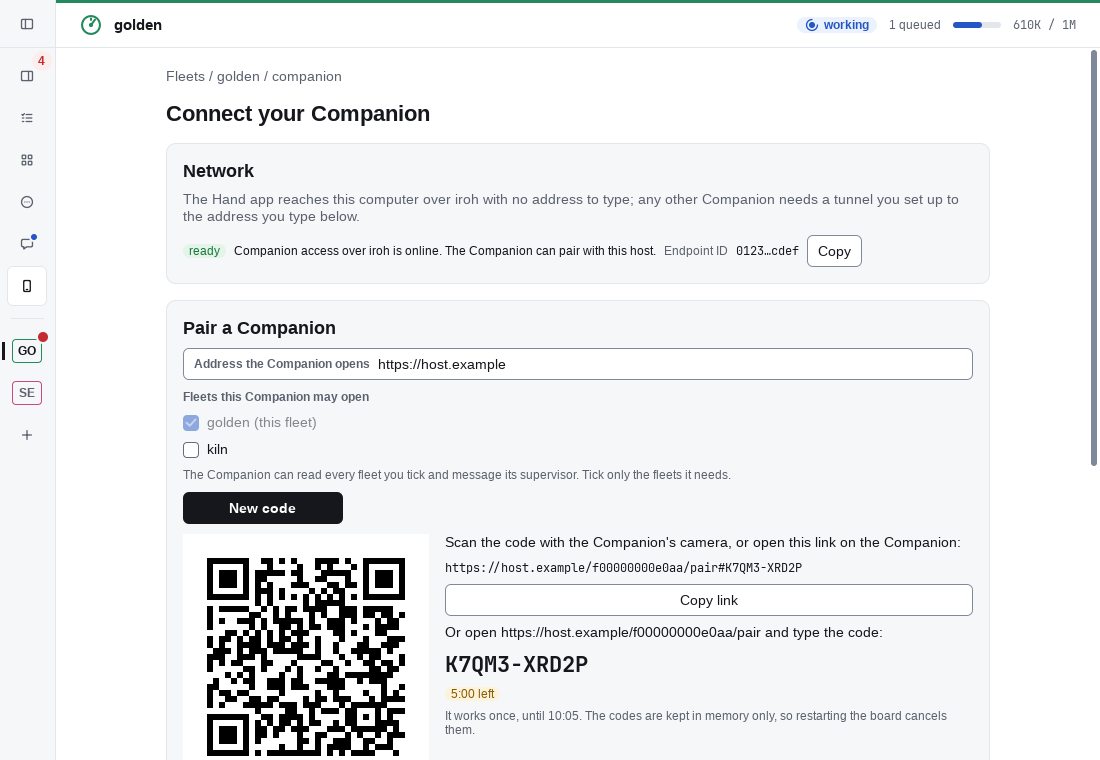 golden
working
1 queued
610K / 1M
4
Fleets / golden / companion
Connect your Companion
Network
The Hand app reaches this computer over iroh with no address to type; any other Companion needs a tunnel you set up to
the address you type below.
ready Companion access over iroh is online. The Companion can pair with this host. Endpoint ID 0123…cdef Copy
GO
SE
Pair a Companion
Address the Companion opens https://host.example
Fleets this Companion may open
golden (this fleet)
kiln
The Companion can read every fleet you tick and message its supervisor. Tick only the fleets it needs.
New code
Scan the code with the Companion's camera, or open this link on the Companion:
https://host.example/f00000000e0aa/pair#K7QM3-XRD2P
Copy link
Or open https://host.example/f00000000e0aa/pair and type the code:
K7QM3-XRD2P
5:00 left
It works once, until 10:05. The codes are kept in memory only, so restarting the board cancels
them.